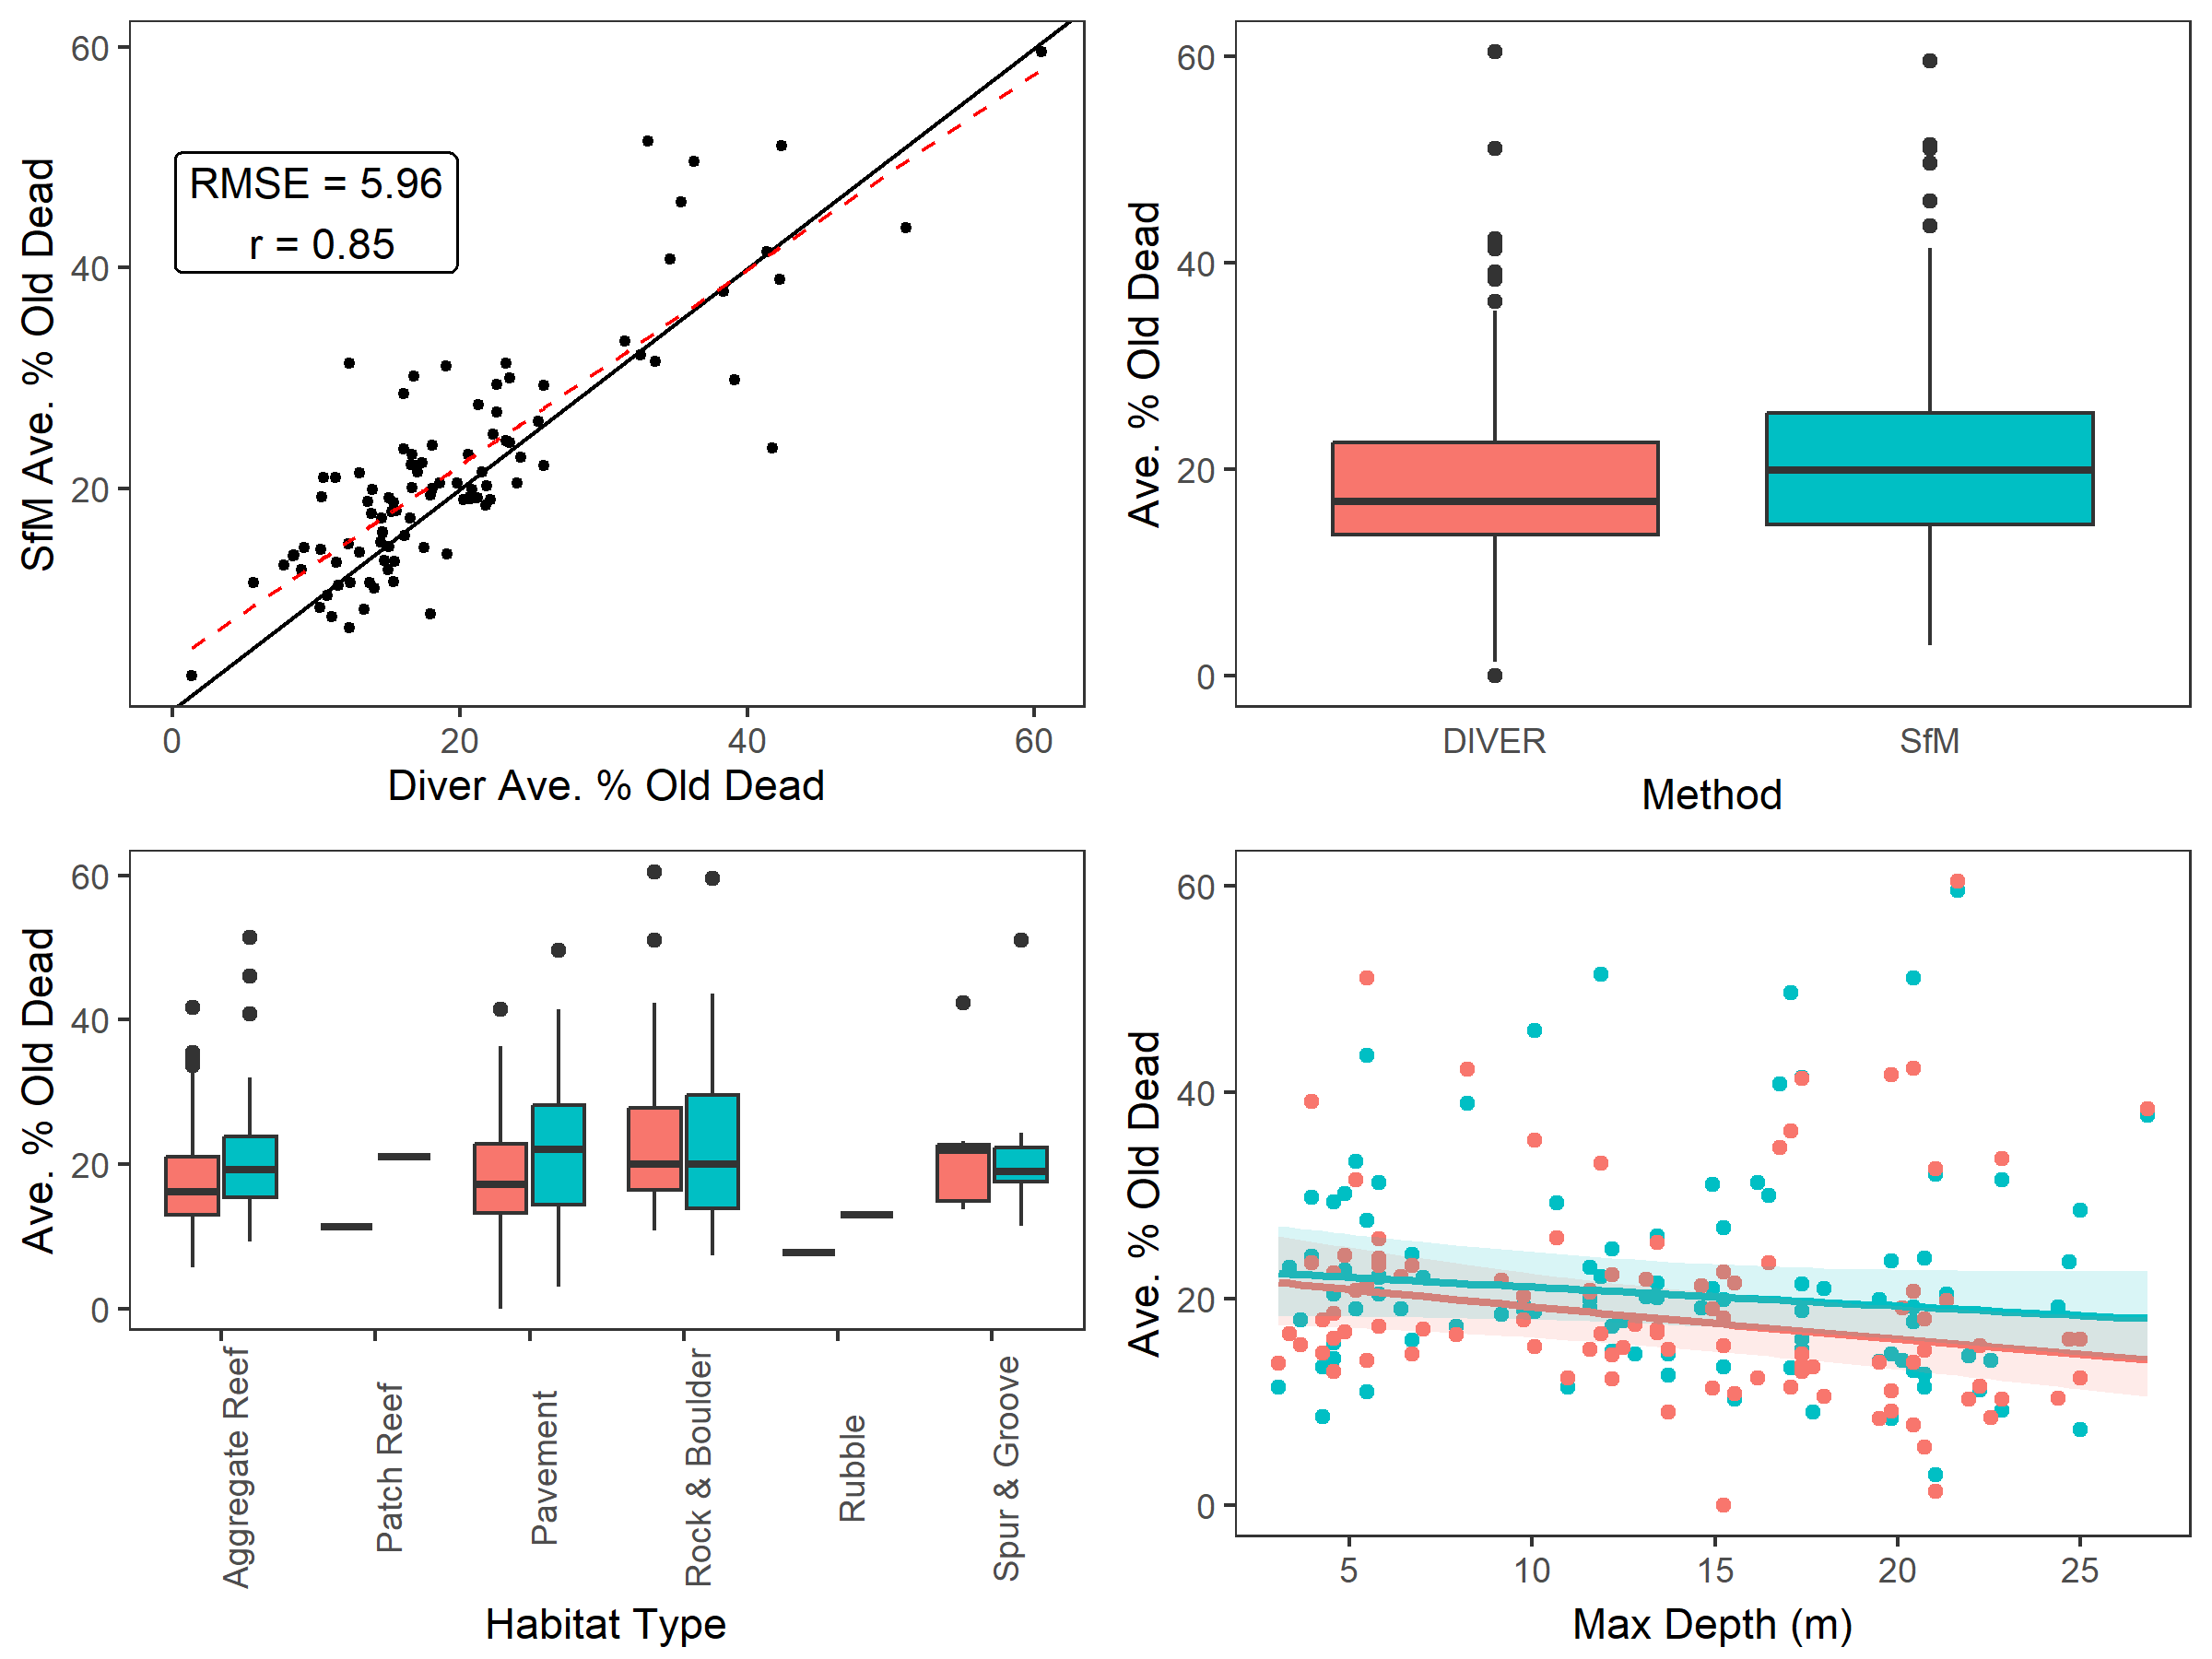 60
40
20
SfM Ave. % Old Dead
RMSE = 5.96
r = 0.85
0
20
40
60
Diver Ave. % Old Dead
60
40
20
0
Ave. % Old Dead
DIVER
SfM
Method
60
40
20
0
Ave. % Old Dead
Aggregate Reef
Patch Reef
Pavement
Rock & Boulder
Rubble
Spur & Groove
Habitat Type
60
40
20
0
Ave. % Old Dead
5
10
15
20
25
Max Depth (m)